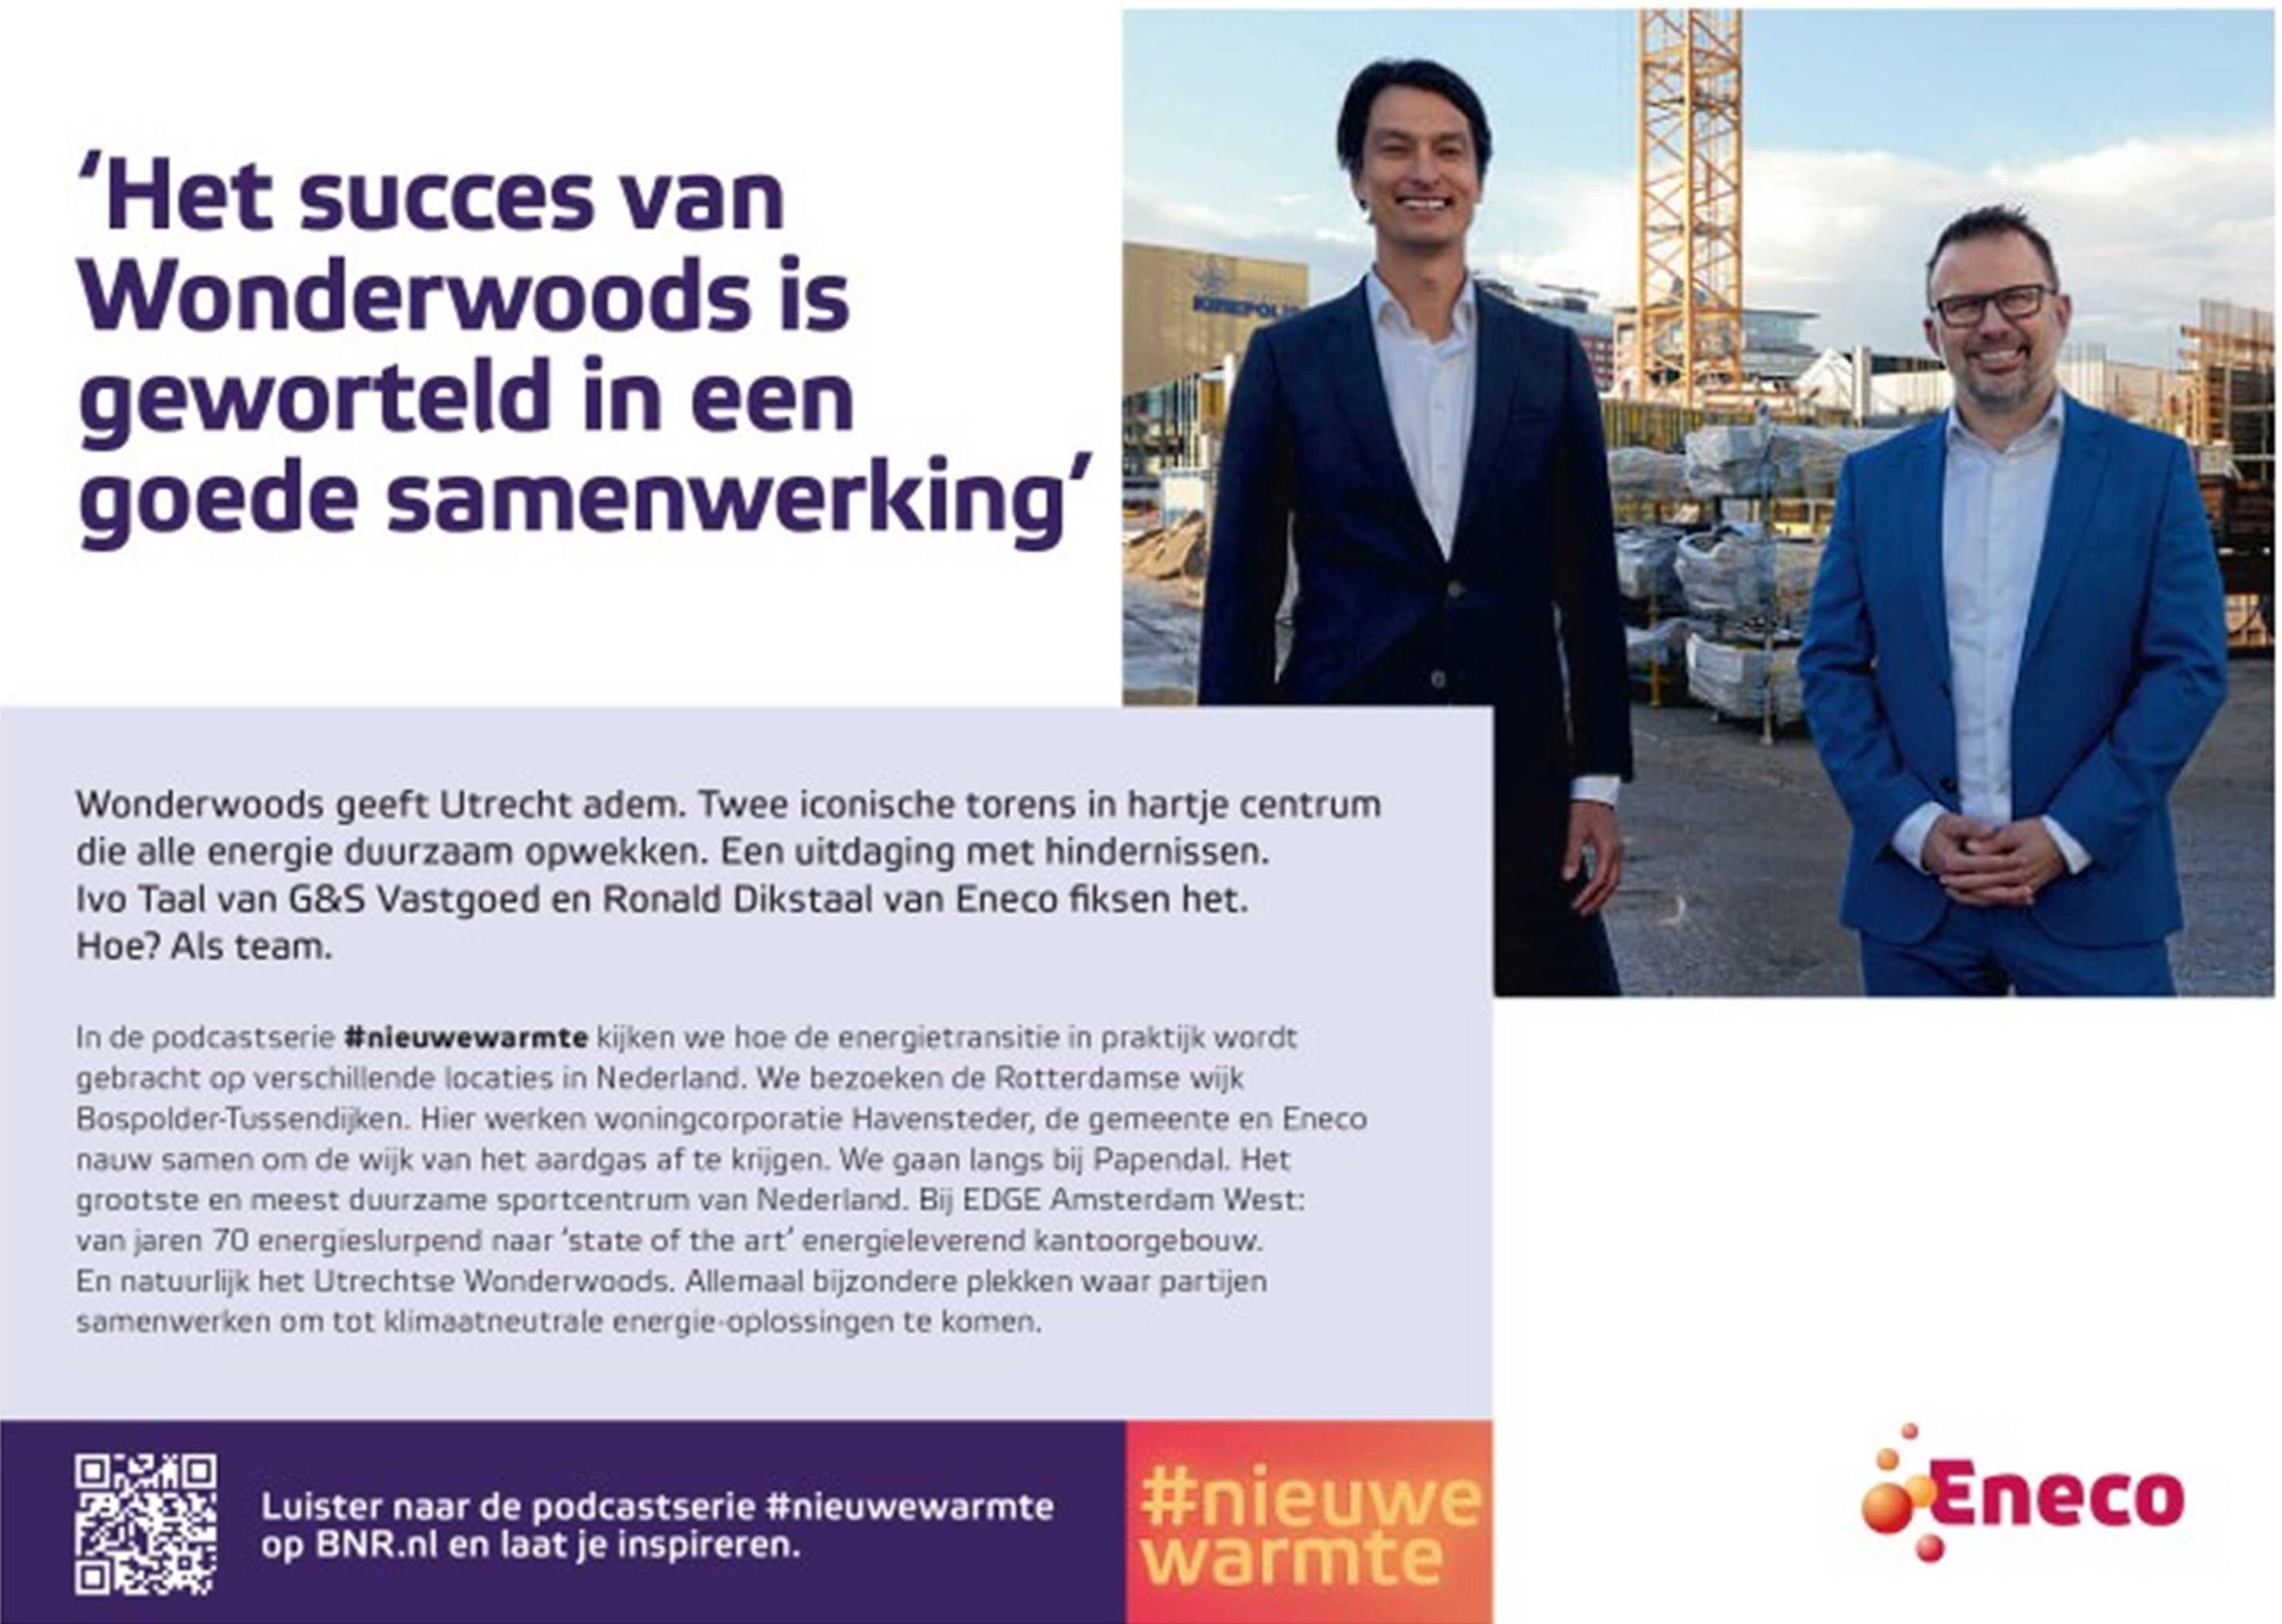 ‘Het succes van
Wonderwoods is
geworteld in een
goede samenwerking’
KINEPOLIS
Wonderwoods geeft Utrecht adem. Twee iconische torens in hartje centrum
die alle energie duurzaam opwekken. Een uitdaging met hindernissen.
Ivo Taal van G&S Vastgoed en Ronald Dikstaal van Eneco fiksen het.
Hoe? Als team.
In de podcastserie #nieuwewarmte kijken we hoe de energietransitie in praktijk wordt
gebracht op verschillende locaties in Nederland. We bezoeken de Rotterdamse wijk
Bospolder-Tussendijken. Hier werken woningcorporatie Havensteder, de gemeente en Eneco
nauw samen om de wijk van het aardgas af te krijgen. We gaan langs bij Papendal. Het
grootste en meest duurzame sportcentrum van Nederland. Bij EDGE Amsterdam West:
van jaren 70 energieslurpend naar ‘state of the art’ energieleverend kantoorgebouw.
En natuurlijk het Utrechtse Wonderwoods. Allemaal bijzondere plekken waar partijen
samenwerken om tot klimaatneutrale energie-oplossingen te komen.
Luister naar de podcastserie #nieuwewarmte
op BNR.nl en laat je inspireren.
#nieuwe
warmte
Eneco